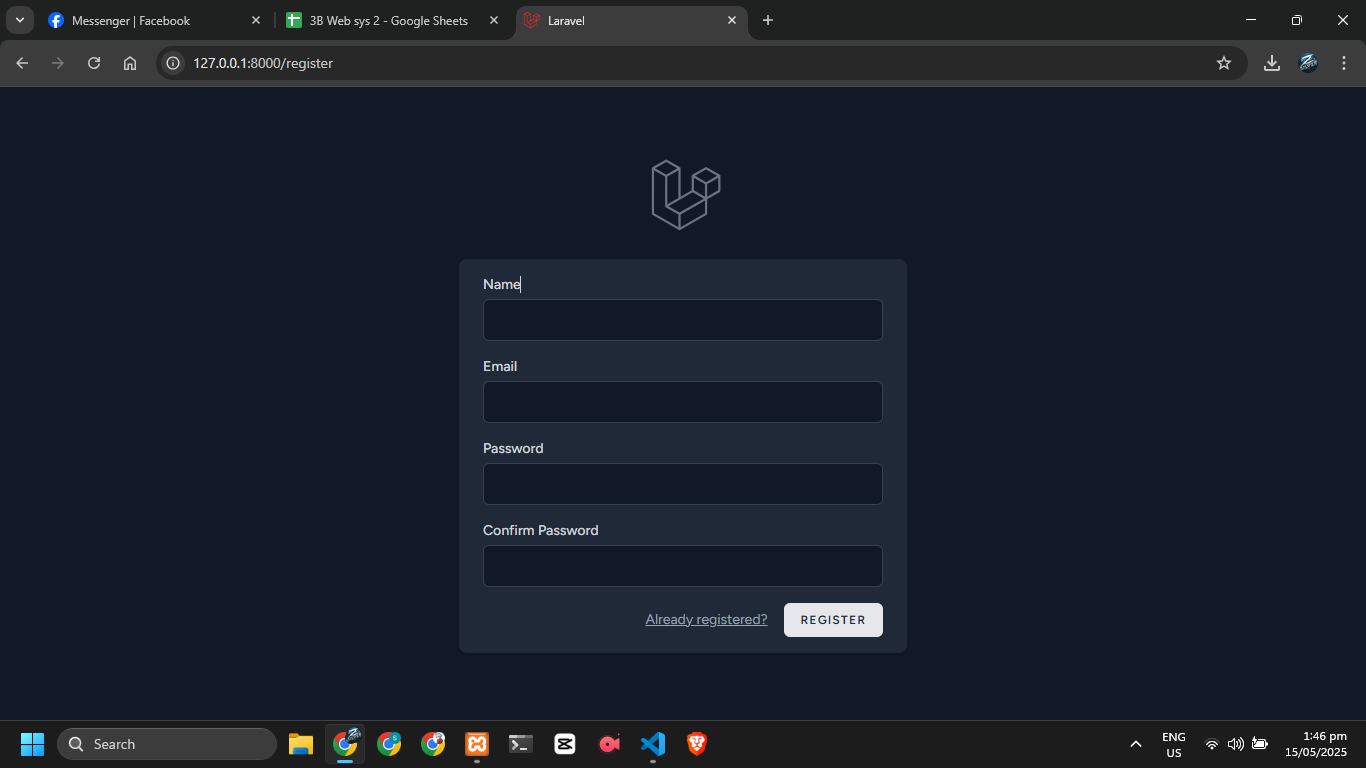 Messenger | Facebook
3B Web sys 2 - Google Sheets
Laravel
127.0.0.1:8000/register
Name
Email
Password
Confirm Password
Already registered?
REGISTER
Search
ENG
US
1:46 pm
15/05/2025